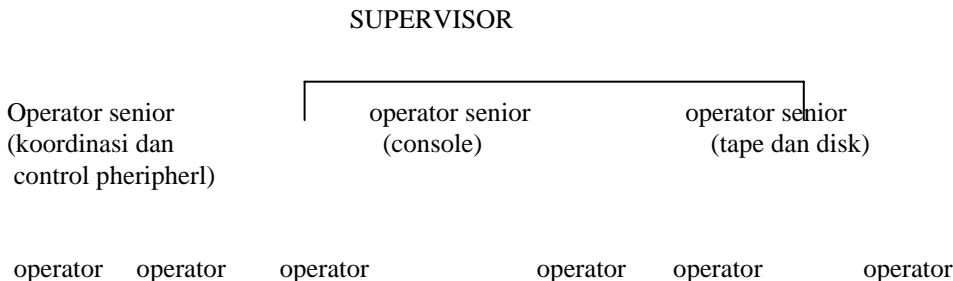 SUPERVISOR
Operator senior operator senior operator senior
(koordinasi dan (console) (tape dan disk)
control pheripherl)
operator operator operator operator operator operator